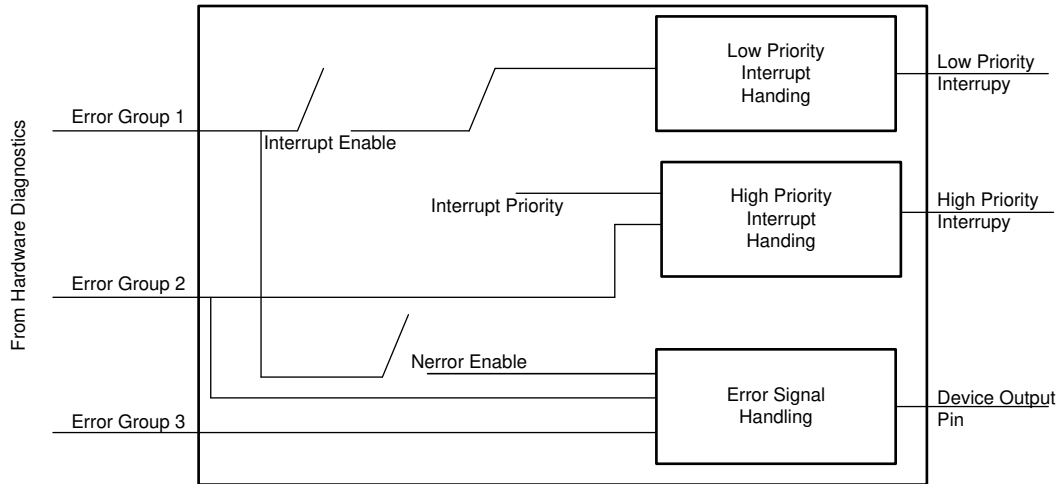 From Hardware Diagnostics
Error Group 1
Interrupt Enable
Low Priority
Interrupt
Handing
Low Priority
Interrupy
Interrupt Priority
High Priority
Interrupt
Handing
High Priority
Interrupy
Error Group 2
Nerror Enable
Error Signal
Handling
Device Output
Pin
Error Group 3